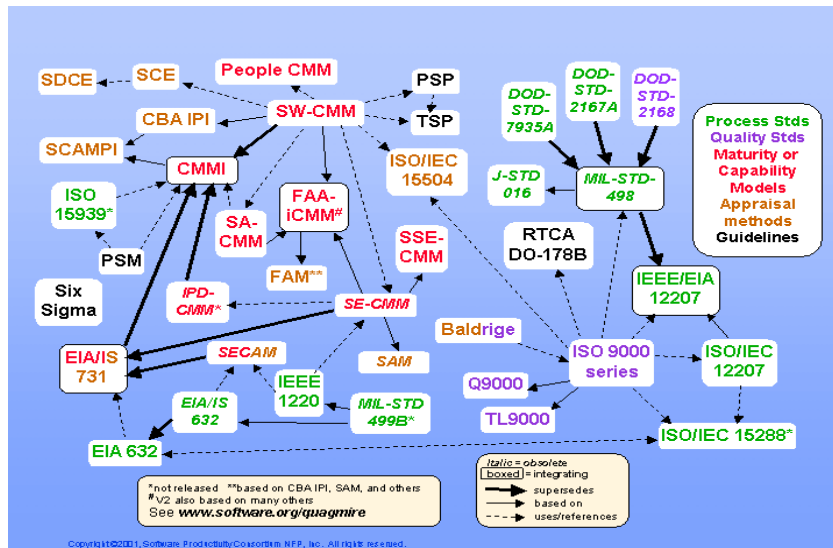 People CMM
SDCE
SCE
PSP
SW-CMM
CBA IPI
TSP
SCAMPI
CMMI
ISO/IEC
15504
ISO
15939*
FAA-
iCMM#
SA-
CMM
SSE-
CMM
PSM
FAM**
Six
Sigma
IPD-
CMM*
SE-CMM
EIA/IS
731
SECAM
SAM
IEEE
1220
EIA/IS
632
MIL-STD
499B*
EIA 632
DOD-
STD-
7935A
DOD-
STD-
2167A
DOD-
STD-
2168
J-STD
016
MIL-STD-
498
RTCA
DO-178B
IEEE/EIA
12207
Baldrige
ISO 9000
series
ISO/IEC
12207
Q9000
TL9000
ISO/IEC 15288*
Process Stds
Quality Stds
Maturity or
Capability
Models
Appraisal
methods
Guidelines
*not released **based on CBA IPI, SAM, and others
#V2 also based on many others
See www.software.org/quagmire
Italic = obsolete
boxed = integrating
supersedes
based on
uses/references
Copyright ©2001, Software Productivity Consortium NFP, Inc. All rights reserved.